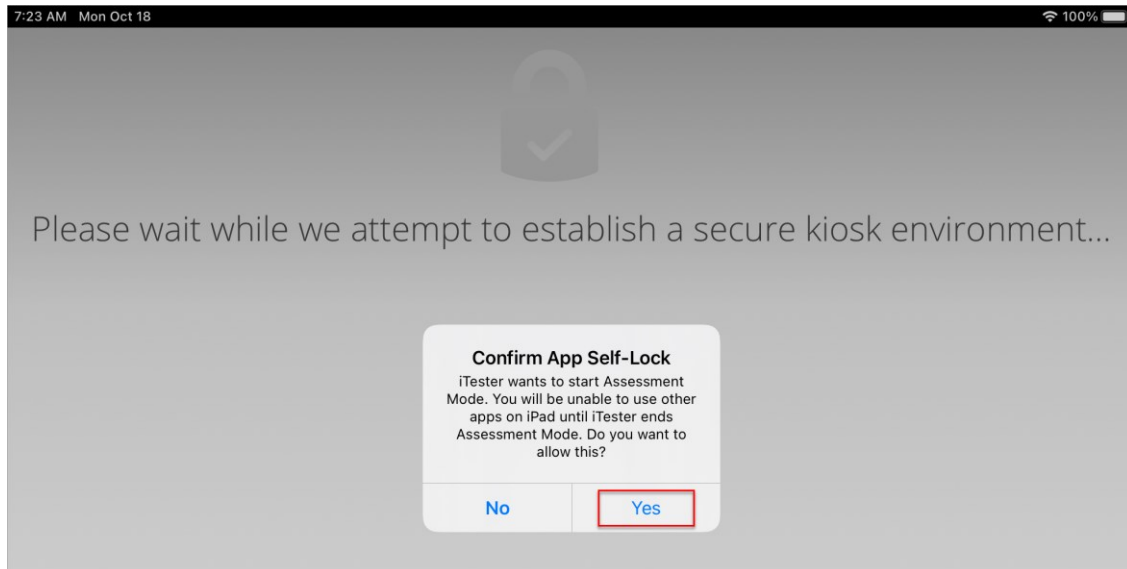 7:23 AM Mon Oct 18 100%
Please wait while we attempt to establish a secure kiosk environment...
Confirm App Self-Lock
iTester wants to start Assessment
Mode. You will be unable to use other
apps on iPad until iTester ends
Assessment Mode. Do you want to
allow this?
No Yes